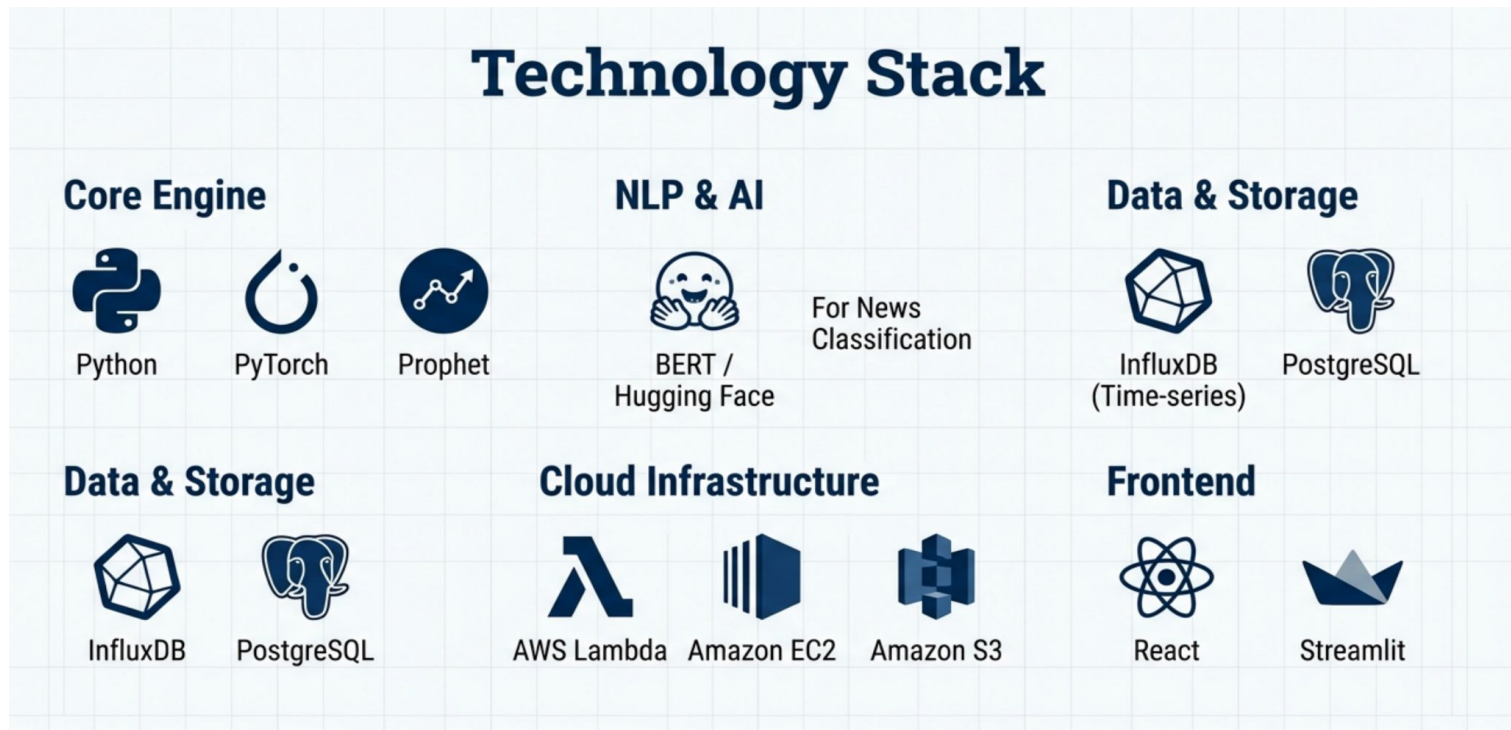 Technology Stack
Core Engine
Python
PyTorch
Prophet
NLP & AI
BERT /
Hugging Face
For News
Classification
Data & Storage
InfluxDB
(Time-series)
PostgreSQL
Data & Storage
InfluxDB
PostgreSQL
Cloud Infrastructure
AWS Lambda
Amazon EC2
Amazon S3
Frontend
React
Streamlit